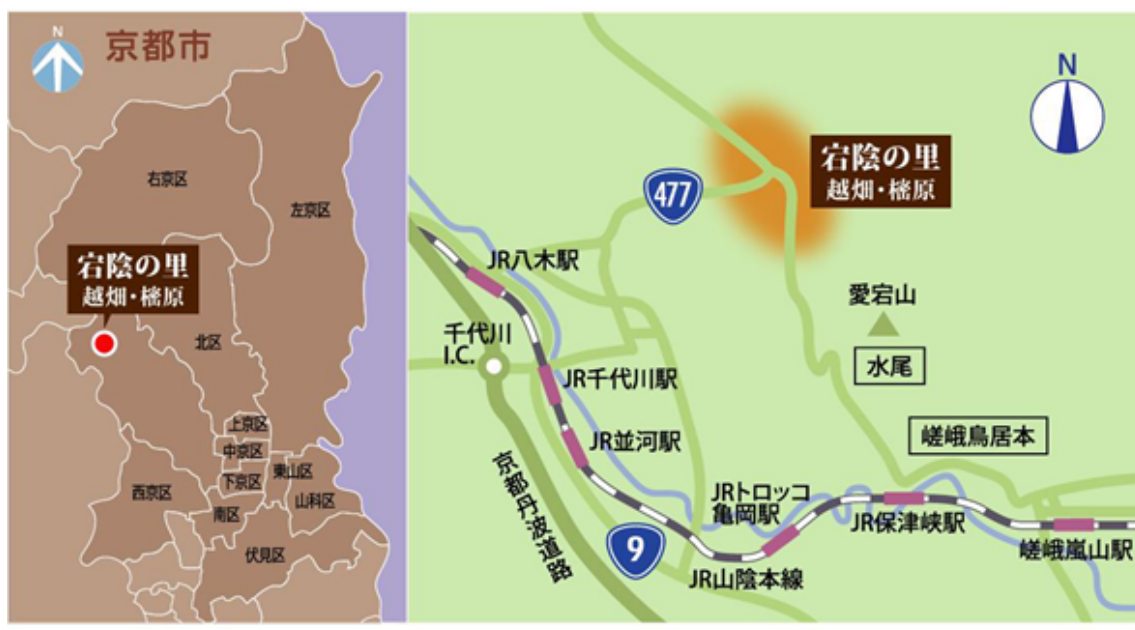 N
京都市
右京区
左京区
宕陰の里
越畑・樒原
北区
上京区
中京区
下京区
東山区
西京区
山科区
南区
伏見区
N
宕陰の里
越畑・樒原
477
JR八木駅
愛宕山
千代川
I.C.
水尾
JR千代川駅
嵯峨鳥居本
JR並河駅
京都丹波道路
JRトロッコ
亀岡駅
JR保津峡駅
9
嵯峨嵐山駅
JR山陰本線